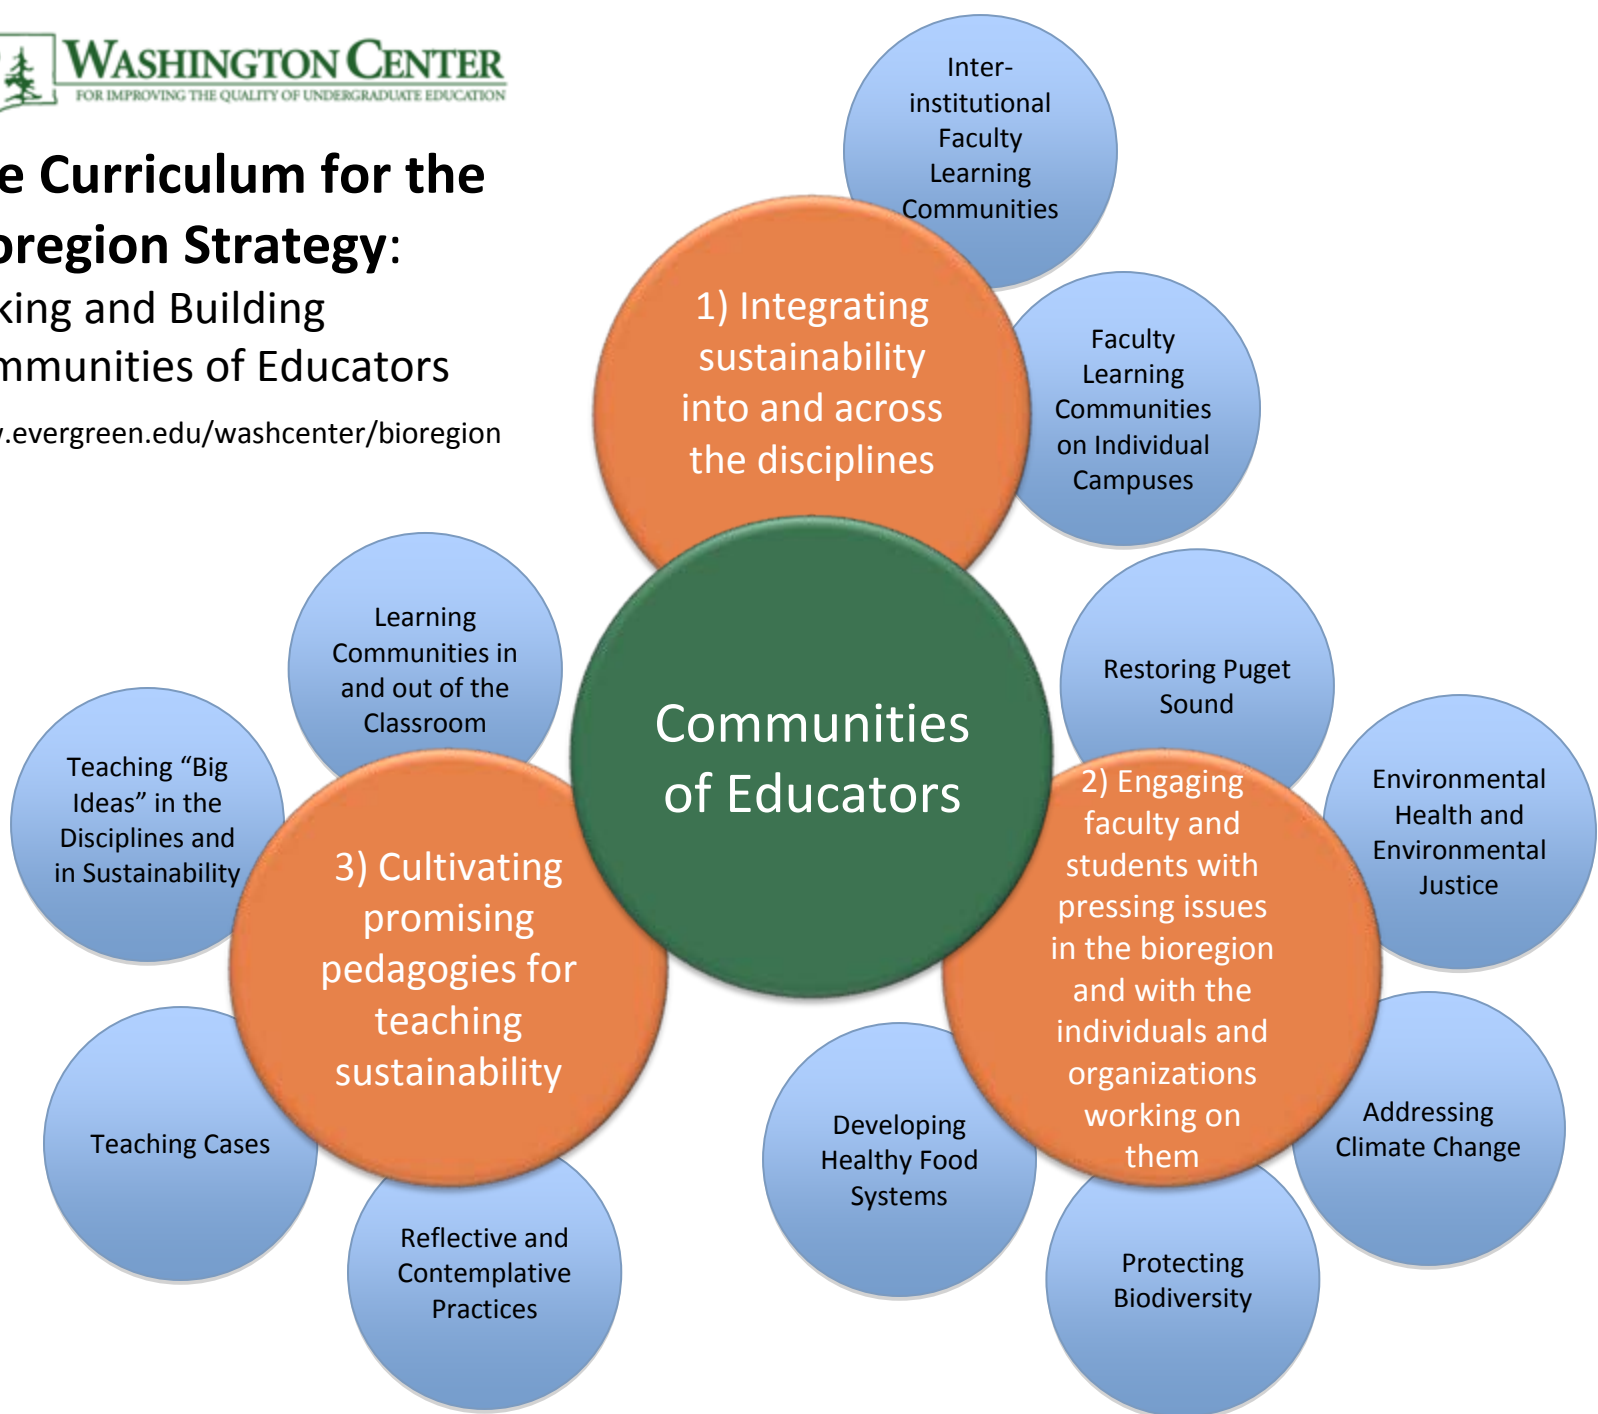 WASHINGTON CENTER
FOR IMPROVING THE QUALITY OF UNDERGRADUATE EDUCATION
e Curriculum for the
oregion Strategy:
king and Building
mmunities of Educators
.evergreen.edu/washcenter/bioregion
Inter-
institutional
Faculty
Learning
Communities
1) Integrating
sustainability
into and across
the disciplines
Faculty
Learning
Communities
on Individual
Campuses
Communities
of Educators
Restoring Puget
Sound
2) Engaging
faculty and
students with
pressing issues
in the bioregion
and with the
individuals and
organizations
working on
them
Environmental
Health and
Environmental
Justice
Addressing
Climate Change
Protecting
Biodiversity
Developing
Healthy Food
Systems
3) Cultivating
promising
pedagogies for
teaching
sustainability
Learning
Communities in
and out of the
Classroom
Teaching “Big
Ideas” in the
Disciplines and
in Sustainability
Teaching Cases
Reflective and
Contemplative
Practices